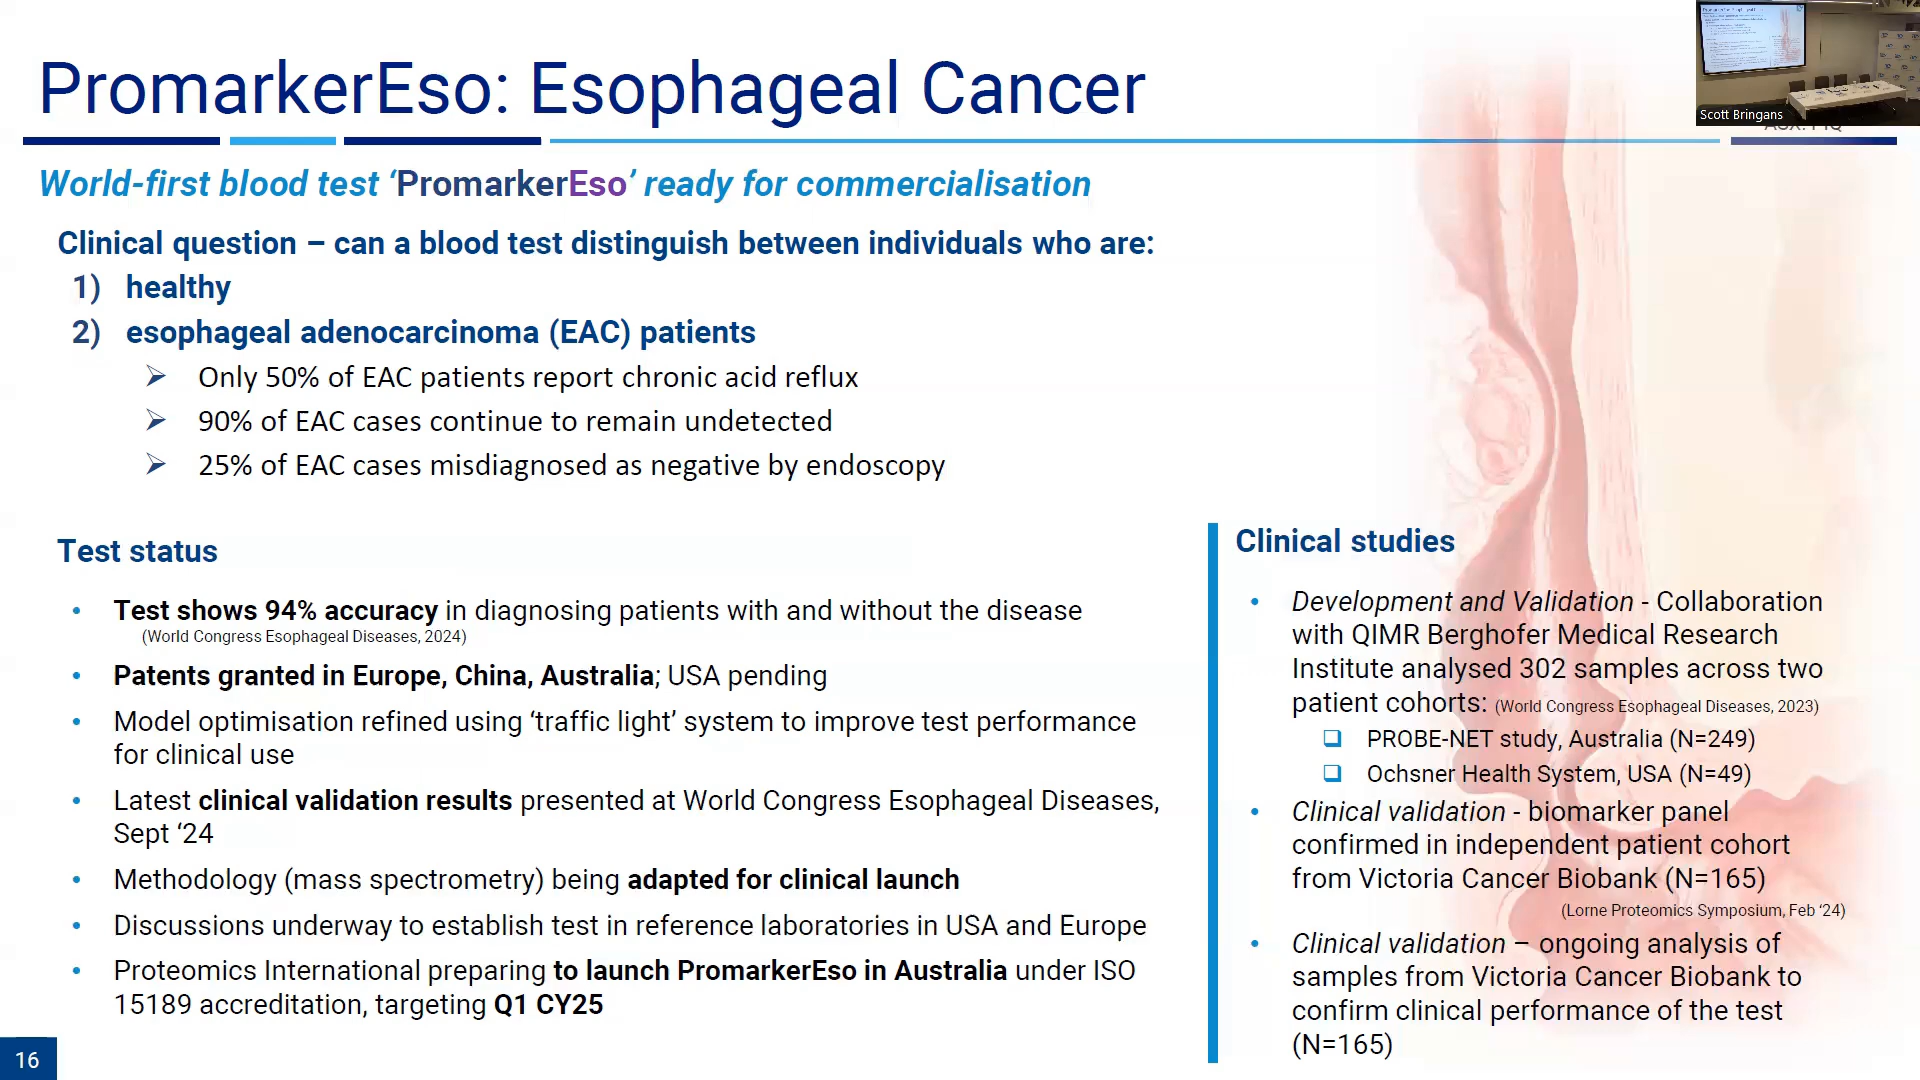 PromarkerEso: Esophageal Cancer
Scott Bringans
World-first blood test ‘PromarkerEso’ ready for commercialisation
Clinical question – can a blood test distinguish between individuals who are:
1) healthy
2) esophageal adenocarcinoma (EAC) patients
➢ Only 50% of EAC patients report chronic acid reflux
➢ 90% of EAC cases continue to remain undetected
➢ 25% of EAC cases misdiagnosed as negative by endoscopy
Test status
• Test shows 94% accuracy in diagnosing patients with and without the disease
(World Congress Esophageal Diseases, 2024)
• Patents granted in Europe, China, Australia; USA pending
• Model optimisation refined using ‘traffic light’ system to improve test performance
for clinical use
• Latest clinical validation results presented at World Congress Esophageal Diseases,
Sept ‘24
• Methodology (mass spectrometry) being adapted for clinical launch
• Discussions underway to establish test in reference laboratories in USA and Europe
• Proteomics International preparing to launch PromarkerEso in Australia under ISO
15189 accreditation, targeting Q1 CY25
Clinical studies
• Development and Validation - Collaboration
with QIMR Berghofer Medical Research
Institute analysed 302 samples across two
patient cohorts: (World Congress Esophageal Diseases, 2023)
❑ PROBE-NET study, Australia (N=249)
❑ Ochsner Health System, USA (N=49)
• Clinical validation - biomarker panel
confirmed in independent patient cohort
from Victoria Cancer Biobank (N=165)
(Lorne Proteomics Symposium, Feb ‘24)
• Clinical validation – ongoing analysis of
samples from Victoria Cancer Biobank to
confirm clinical performance of the test
(N=165)
16